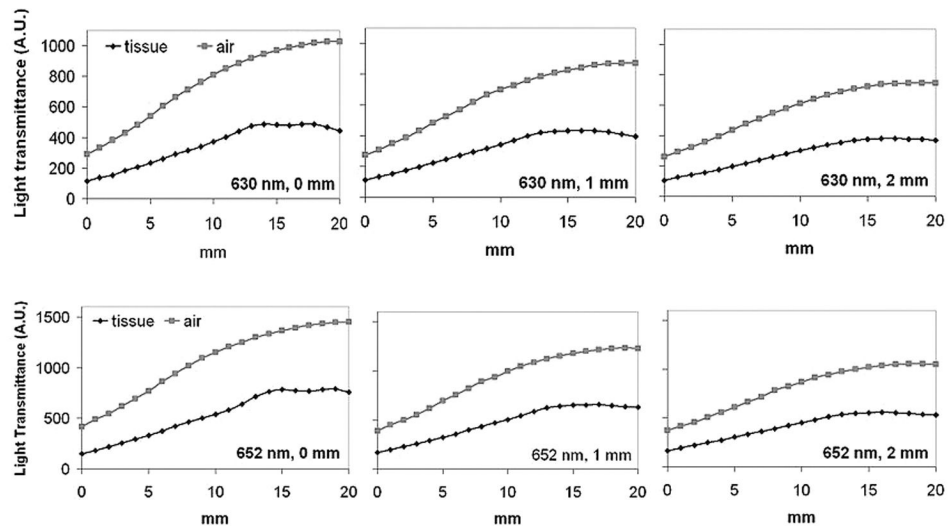 Light transmittance (A.U.)
1000
800
600
400
200
0
tissue air
630 nm, 0 mm
630 nm, 1 mm
630 nm, 2 mm
0 5 10 15 20
0 5 10 15 20
0 5 10 15 20
mm
mm
mm
Light Transmittance (A.U.)
1500
1000
500
0
tissue air
652 nm, 0 mm
652 nm, 1 mm
652 nm, 2 mm
0 5 10 15 20
0 5 10 15 20
0 5 10 15 20
mm
mm
mm